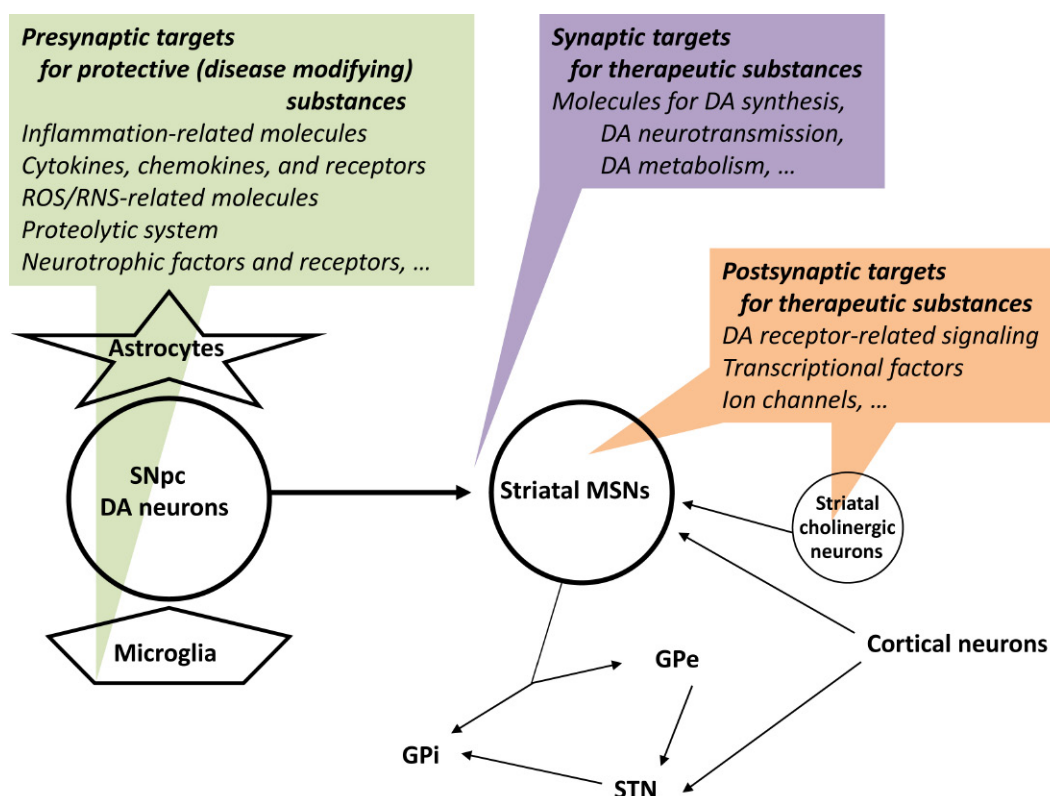 Presynaptic targets
for protective (disease modifying)
substances
Inflammation-related molecules
Cytokines, chemokines, and receptors
ROS/RNS-related molecules
Proteolytic system
Neurotrophic factors and receptors, …
Synaptic targets
for therapeutic substances
Molecules for DA synthesis,
DA neurotransmission,
DA metabolism, …
Postsynaptic targets
for therapeutic substances
DA receptor-related signaling
Transcriptional factors
Ion channels, …
Astrocytes
SNpc
DA neurons
Microglia
Striatal MSNs
Striatal
cholinergic
neurons
Cortical neurons
GPe
GPi
STN